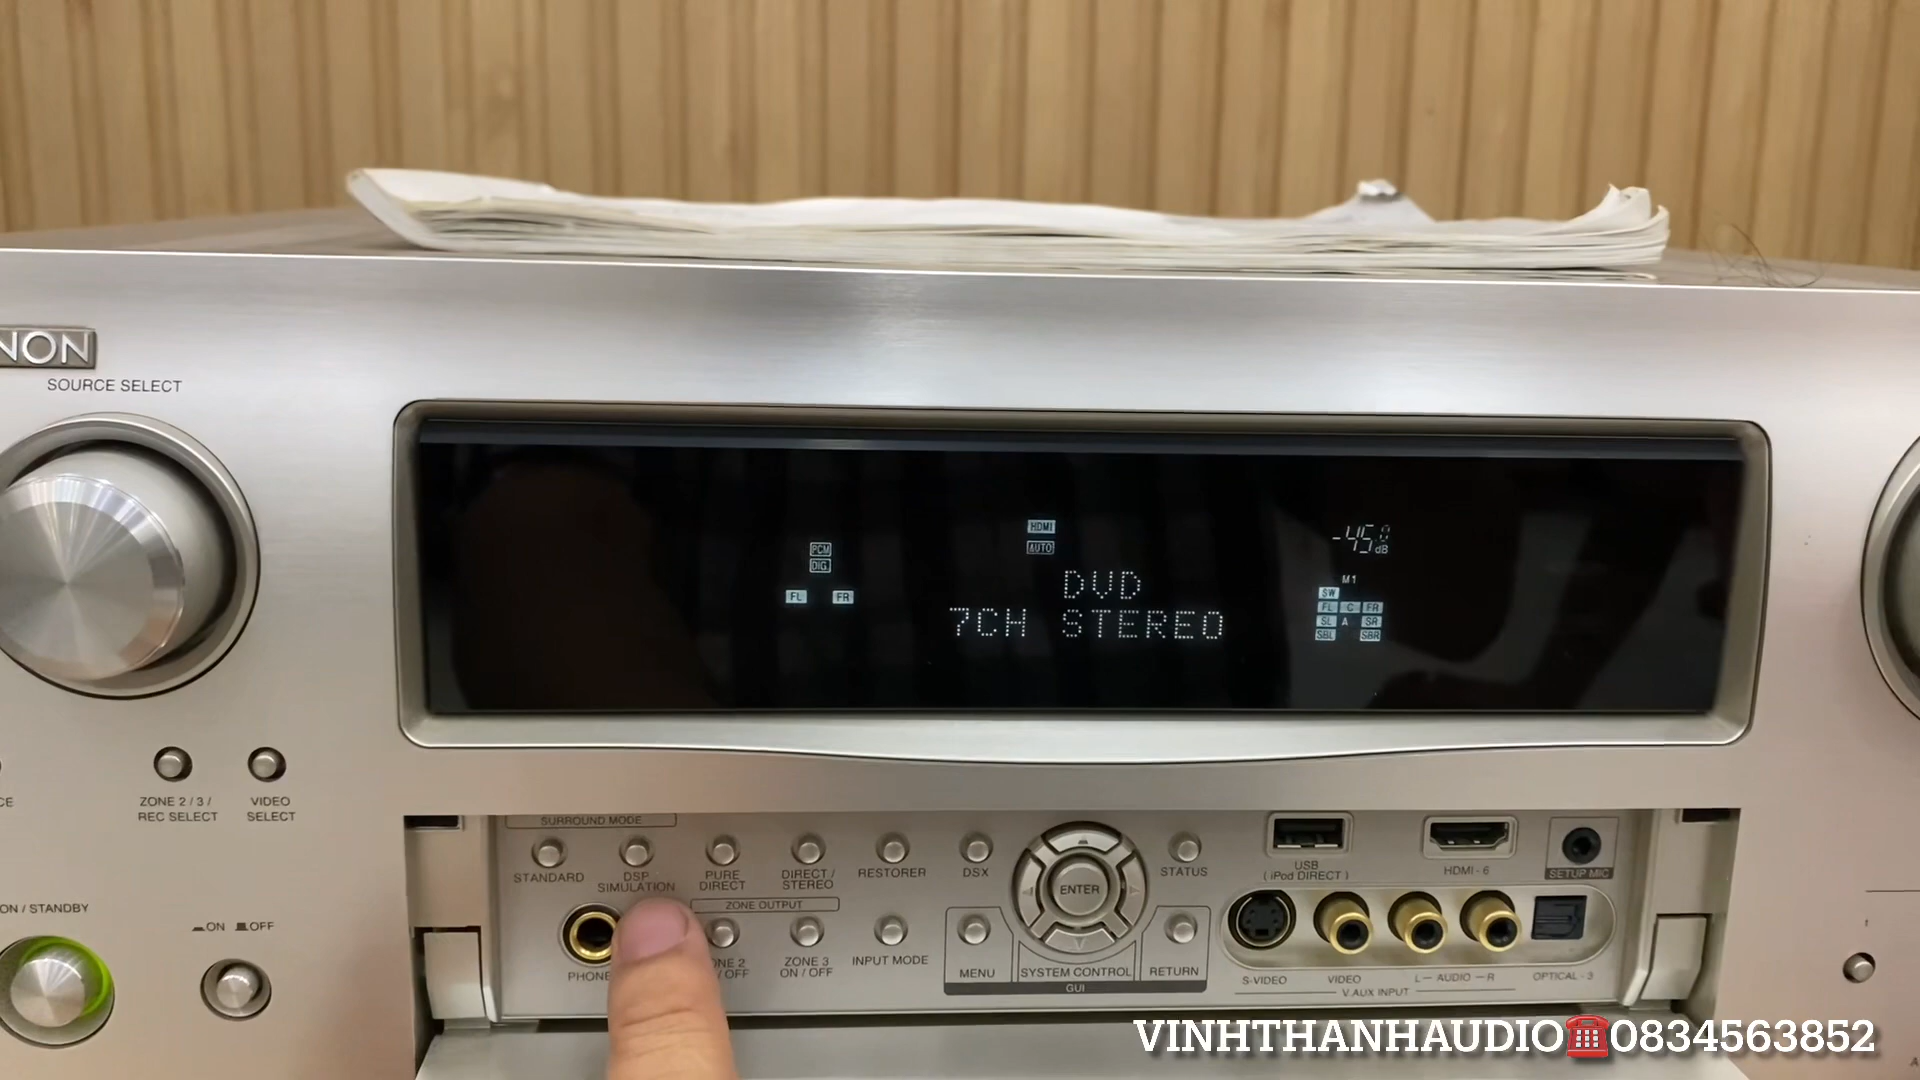 NON
SOURCE SELECT
HDMI
AUTO
PCM
DIG.
FL FR
-45.0 dB
DVD
7CH STEREO
M1
SW
FL C FR
SL A SR
SBL SBR
ZONE 2 / 3 /
REC SELECT
VIDEO
SELECT
CE
SURROUND MODE
STANDARD
DSP
SIMULATION
PURE
DIRECT
DIRECT /
STEREO
RESTORER
DSX
ENTER
STATUS
USB
( iPod DIRECT )
HDMI - 6
SETUP MIC
ZONE OUTPUT
ON / STANDBY
ON OFF
PHONE
ONE 2
/ OFF
ZONE 3
ON / OFF
INPUT MODE
MENU
SYSTEM CONTROL
RETURN
GUI
S-VIDEO
VIDEO
L — AUDIO — R
OPTICAL - 3
V.AUX INPUT
VINHTHANHAUDIO☎0834563852